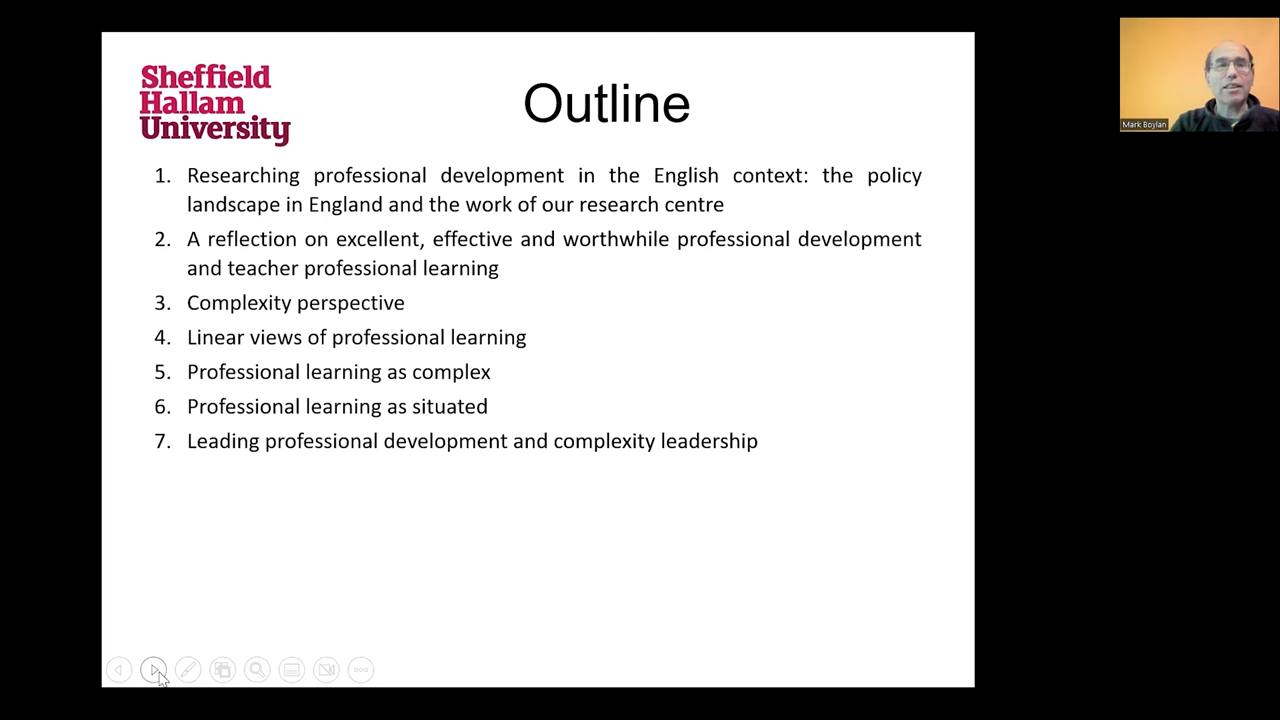 Sheffield
Hallam
University
Outline
1. Researching professional development in the English context: the policy
landscape in England and the work of our research centre
2. A reflection on excellent, effective and worthwhile professional development
and teacher professional learning
3. Complexity perspective
4. Linear views of professional learning
5. Professional learning as complex
6. Professional learning as situated
7. Leading professional development and complexity leadership
Mark Boylan